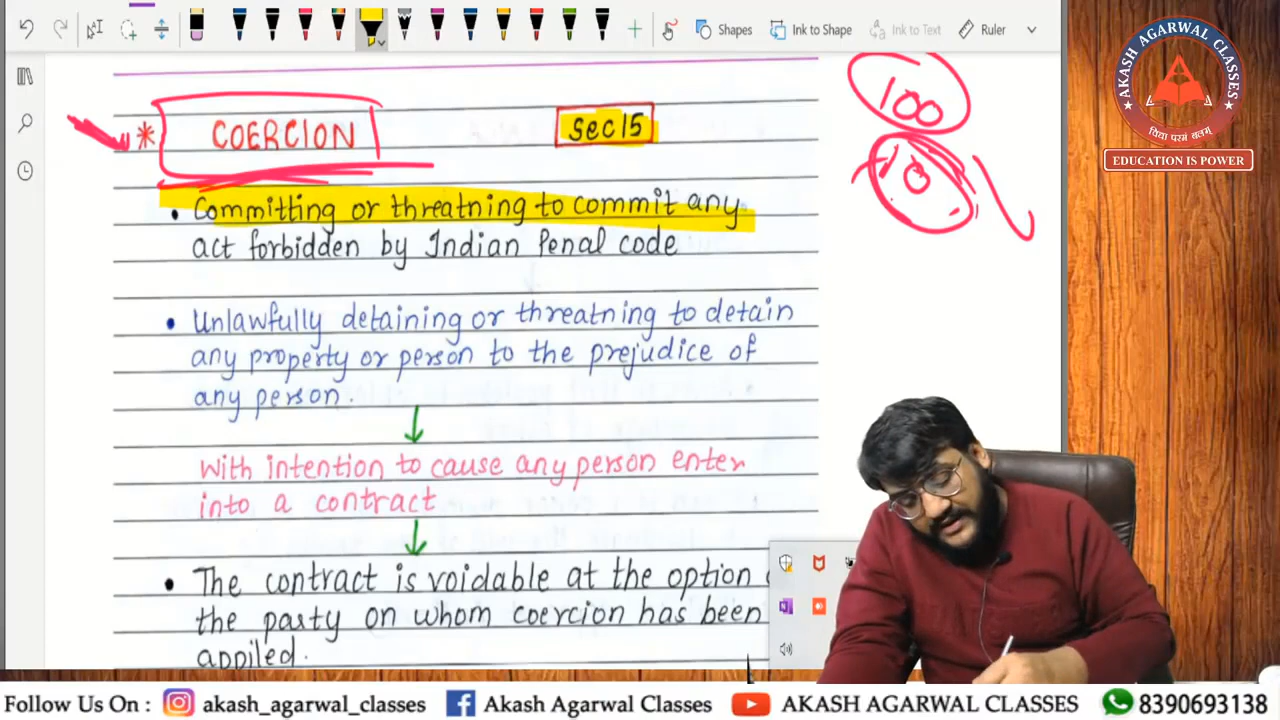 Shapes
Ink to Shape
Ink to Text
Ruler
100
10
AKASH AGARWAL CLASSES
विद्या परमं बलम्
EDUCATION IS POWER
* COERCION
Sec 15
• Committing or threatning to commit any
act forbidden by Indian Penal code
• Unlawfully detaining or threatning to detain
any property or person to the prejudice of
any person.
With intention to cause any person enter
into a contract
• The contract is voidable at the option
the party on whom coercion has been
appiled.
Follow Us On : akash_agarwal_classes Akash Agarwal Classes AKASH AGARWAL CLASSES 8390693138